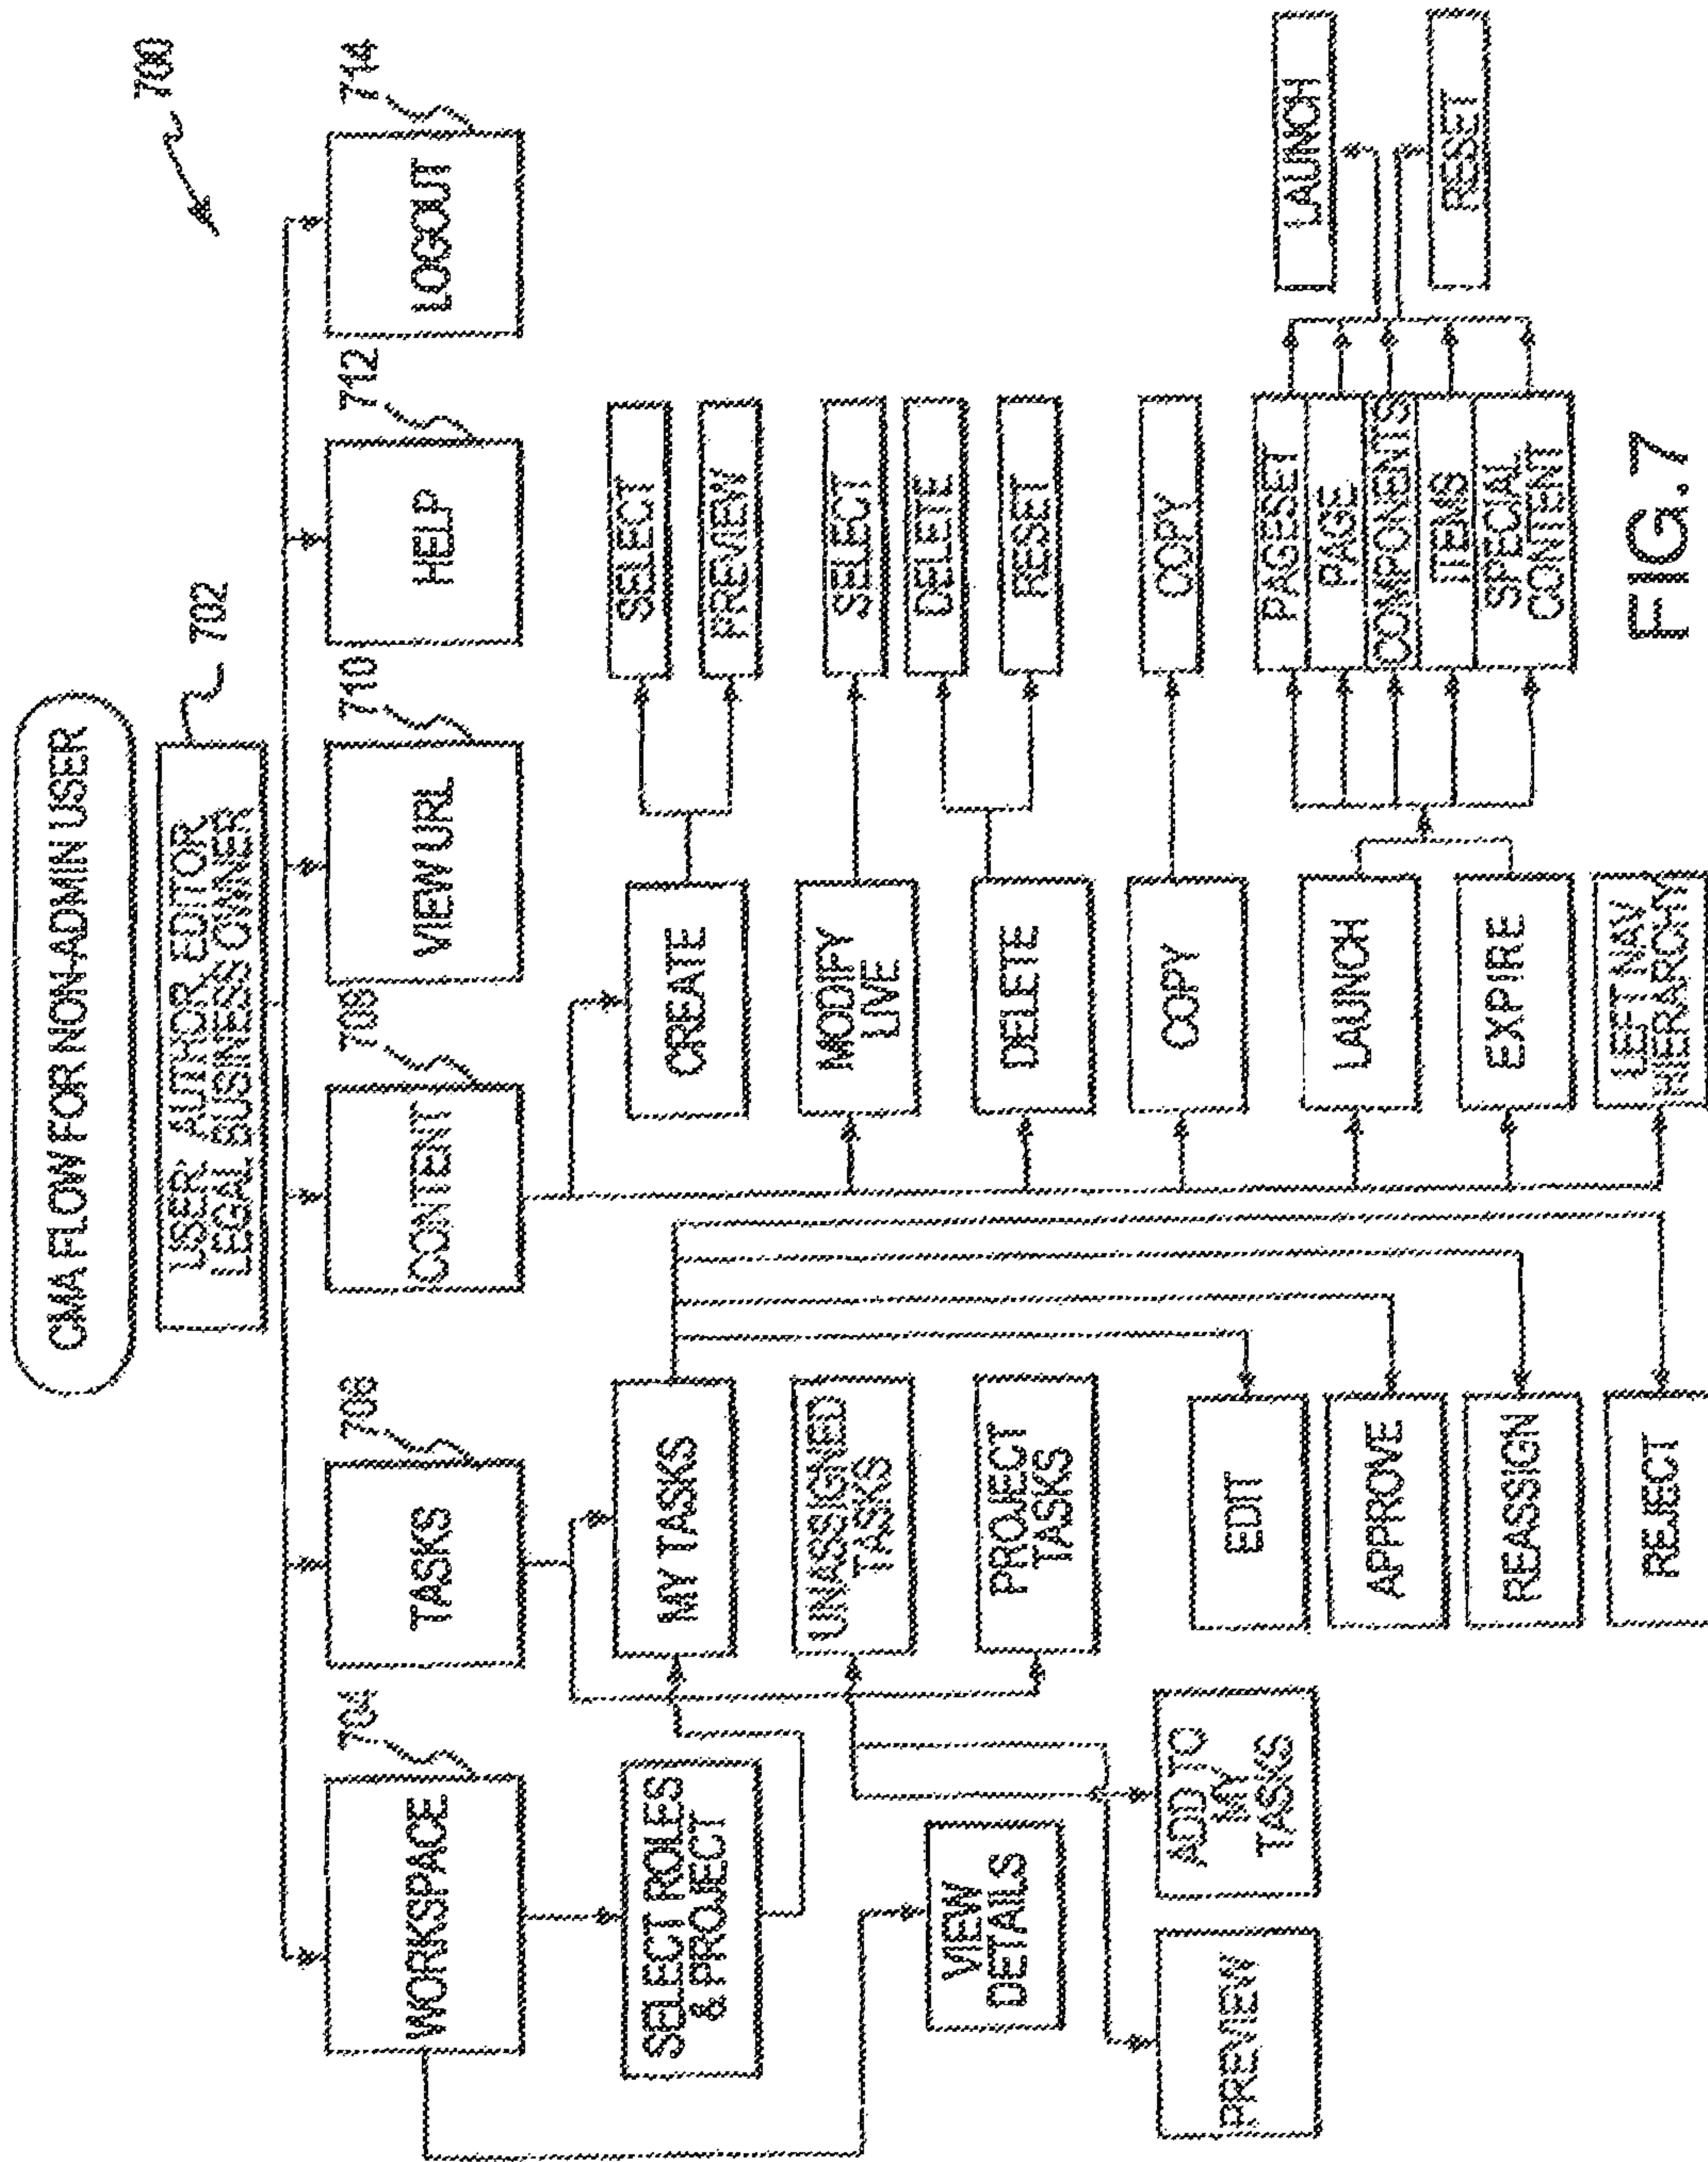 700
CMA FLOW FOR NON-ADMIN USER
USER: AUTHOR, EDITOR,
LEGAL BUSINESS OWNER
702
704
WORKSPACE
706
TASKS
708
CONTENT
710
VIEW URL
712
HELP
714
LOGOUT
SELECT ROLES
& PROJECT
VIEW
DETAILS
PREVIEW
ADD TO
MY
TASKS
MY TASKS
UNASSIGNED
TASKS
PROJECT
TASKS
EDIT
APPROVE
REASSIGN
REJECT
CREATE
MODIFY
LIVE
DELETE
COPY
LAUNCH
EXPIRE
LEFT NAV
HIERARCHY
SELECT
PREVIEW
SELECT
DELETE
RESET
COPY
PAGESET
PAGE
COMPONENTS
ITEMS
SPECIAL
CONTENT
LAUNCH
RESET
FIG.7